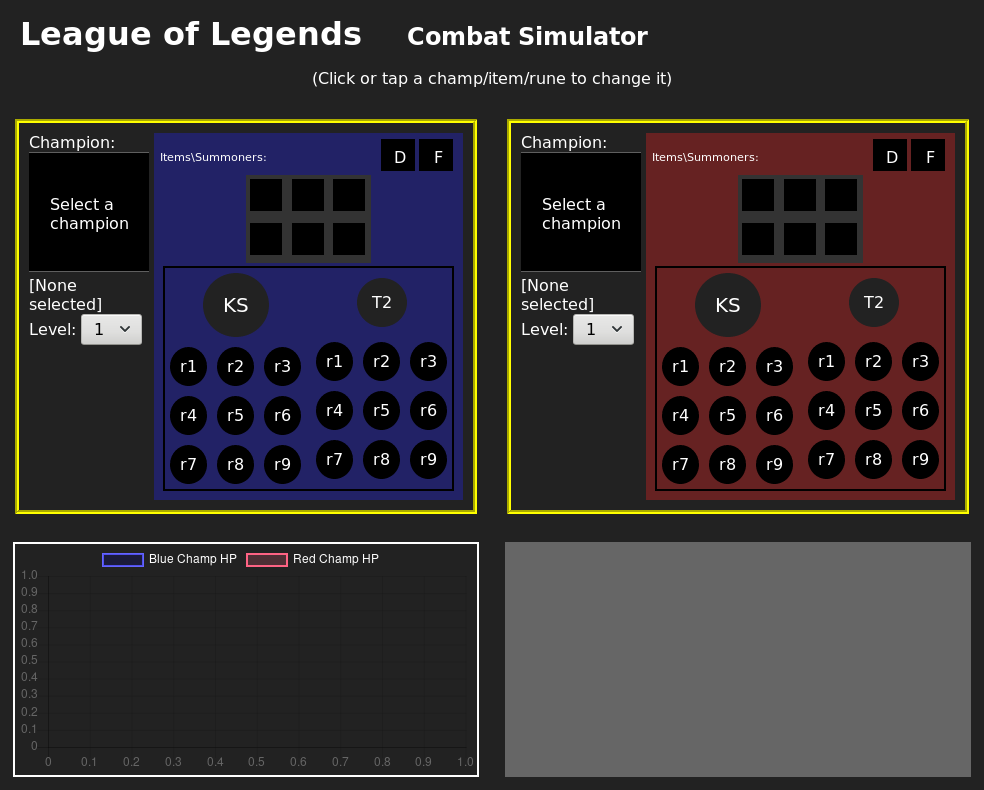 League of Legends Combat Simulator
(Click or tap a champ/item/rune to change it)
Champion:
Select a
champion
[None
selected]
Level: 1
Items\Summoners:
D F
KS T2
r1 r2 r3 r1 r2 r3
r4 r5 r6 r4 r5 r6
r7 r8 r9 r7 r8 r9
Champion:
Select a
champion
[None
selected]
Level: 1
Items\Summoners:
D F
KS T2
r1 r2 r3 r1 r2 r3
r4 r5 r6 r4 r5 r6
r7 r8 r9 r7 r8 r9
Blue Champ HP Red Champ HP
1.0
0.9
0.8
0.7
0.6
0.5
0.4
0.3
0.2
0.1
0
0 0.1 0.2 0.3 0.4 0.5 0.6 0.7 0.8 0.9 1.0